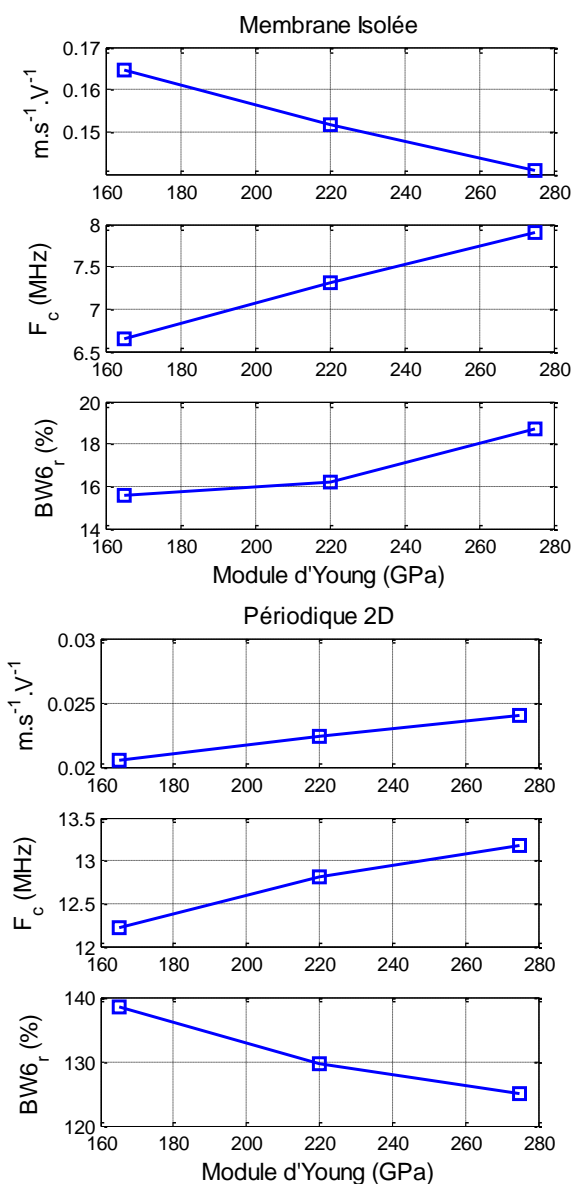 Membrane Isolée
0.17
0.16
0.15
m.s⁻¹.V⁻¹
160 180 200 220 240 260 280
8
7.5
7
6.5
F_c (MHz)
160 180 200 220 240 260 280
20
18
16
14
BW6_r (%)
160 180 200 220 240 260 280
Module d'Young (GPa)
Périodique 2D
0.03
0.025
0.02
m.s⁻¹.V⁻¹
160 180 200 220 240 260 280
13.5
13
12.5
12
F_c (MHz)
160 180 200 220 240 260 280
140
130
120
BW6_r (%)
160 180 200 220 240 260 280
Module d'Young (GPa)